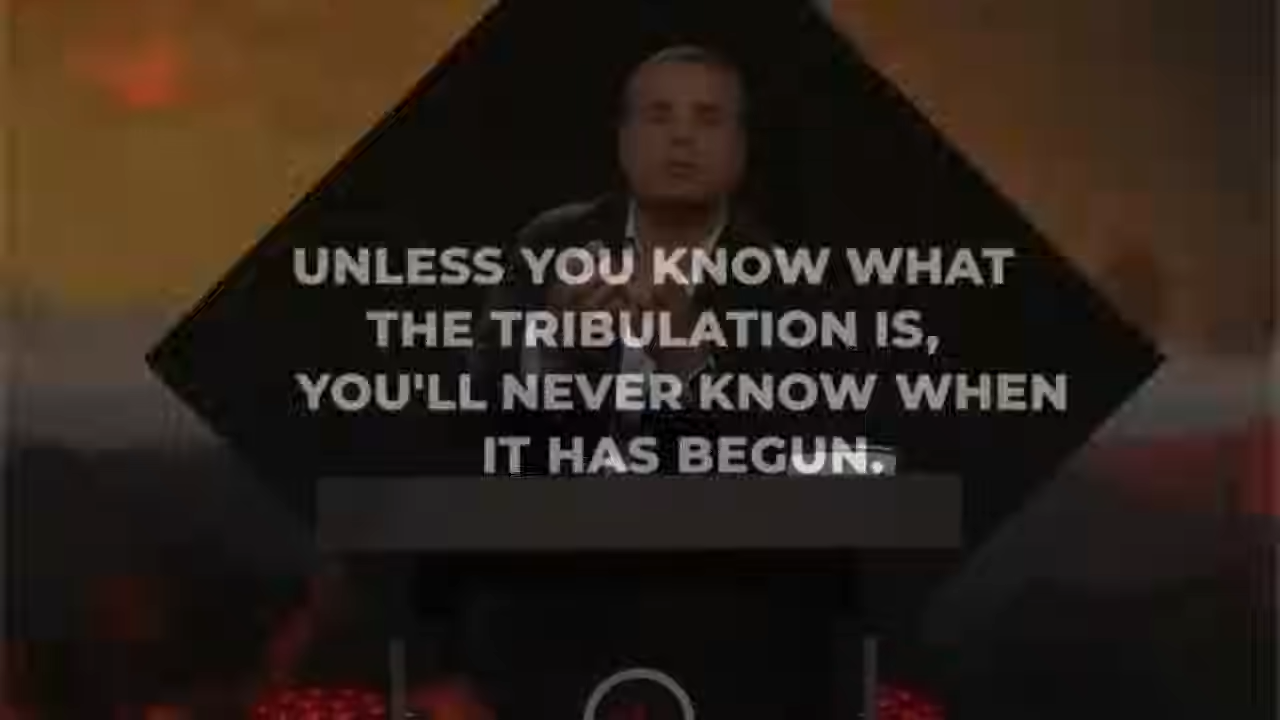 UNLESS YOU KNOW WHAT
THE TRIBULATION IS,
YOU'LL NEVER KNOW WHEN
IT HAS BEGUN.